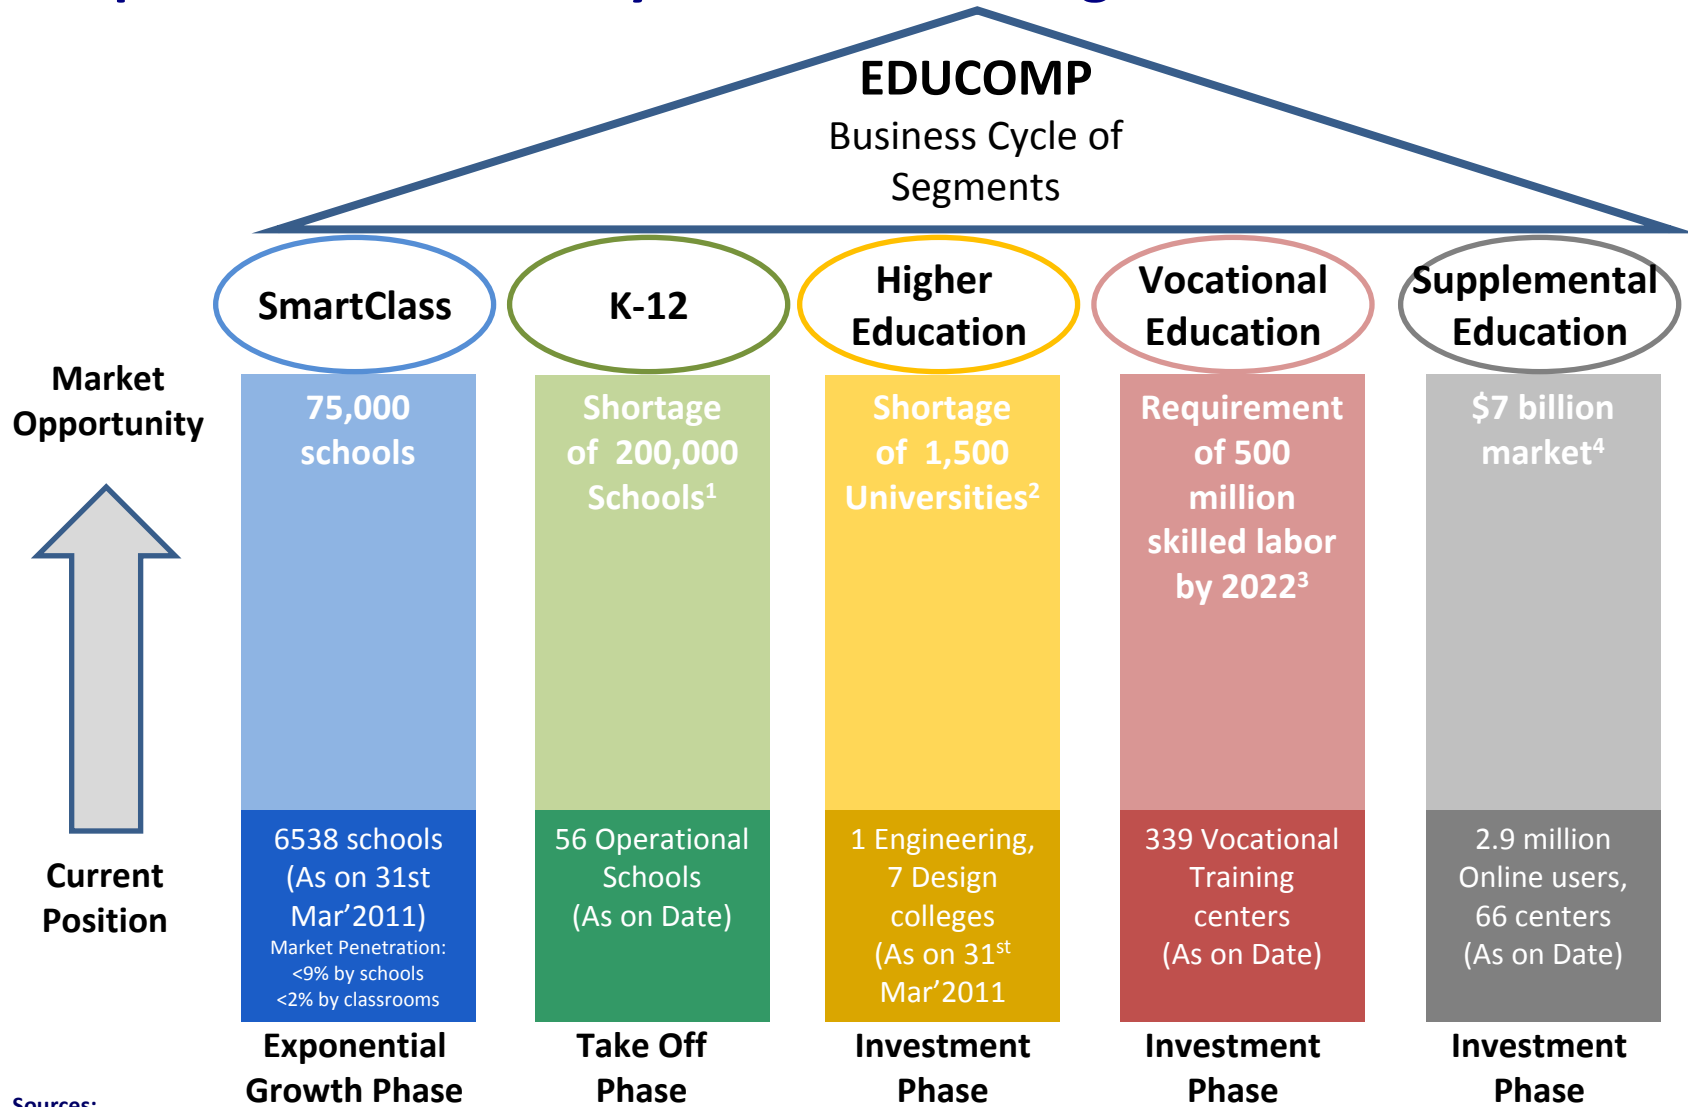 EDUCOMP
Business Cycle of
Segments
SmartClass
K-12
Higher
Education
Vocational
Education
Supplemental
Education
Market
Opportunity
75,000
schools
Shortage
of 200,000
Schools¹
Shortage
of 1,500
Universities²
Requirement
of 500
million
skilled labor
by 2022³
$7 billion
market⁴
Current
Position
6538 schools
(As on 31st
Mar’2011)
Market Penetration:
<9% by schools
<2% by classrooms
56 Operational
Schools
(As on Date)
1 Engineering,
7 Design
colleges
(As on 31ˢᵗ
Mar’2011
339 Vocational
Training
centers
(As on Date)
2.9 million
Online users,
66 centers
(As on Date)
Exponential
Growth Phase
Take Off
Phase
Investment
Phase
Investment
Phase
Investment
Phase
Sources: